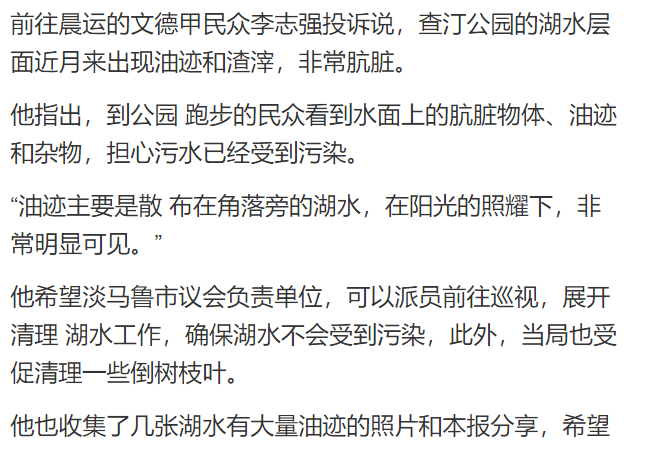 前往晨运的文德甲民众李志强投诉说，查汀公园的湖水层
面近月来出现油迹和渣滓，非常肮脏。
他指出，到公园 跑步的民众看到水面上的肮脏物体、油迹
和杂物，担心污水已经受到污染。
“油迹主要是散 布在角落旁的湖水，在阳光的照耀下，非
常明显可见。”
他希望淡马鲁市议会负责单位，可以派员前往巡视，展开
清理 湖水工作，确保湖水不会受到污染，此外，当局也受
促清理一些倒树枝叶。
他也收集了几张湖水有大量油迹的照片和本报分享，希望